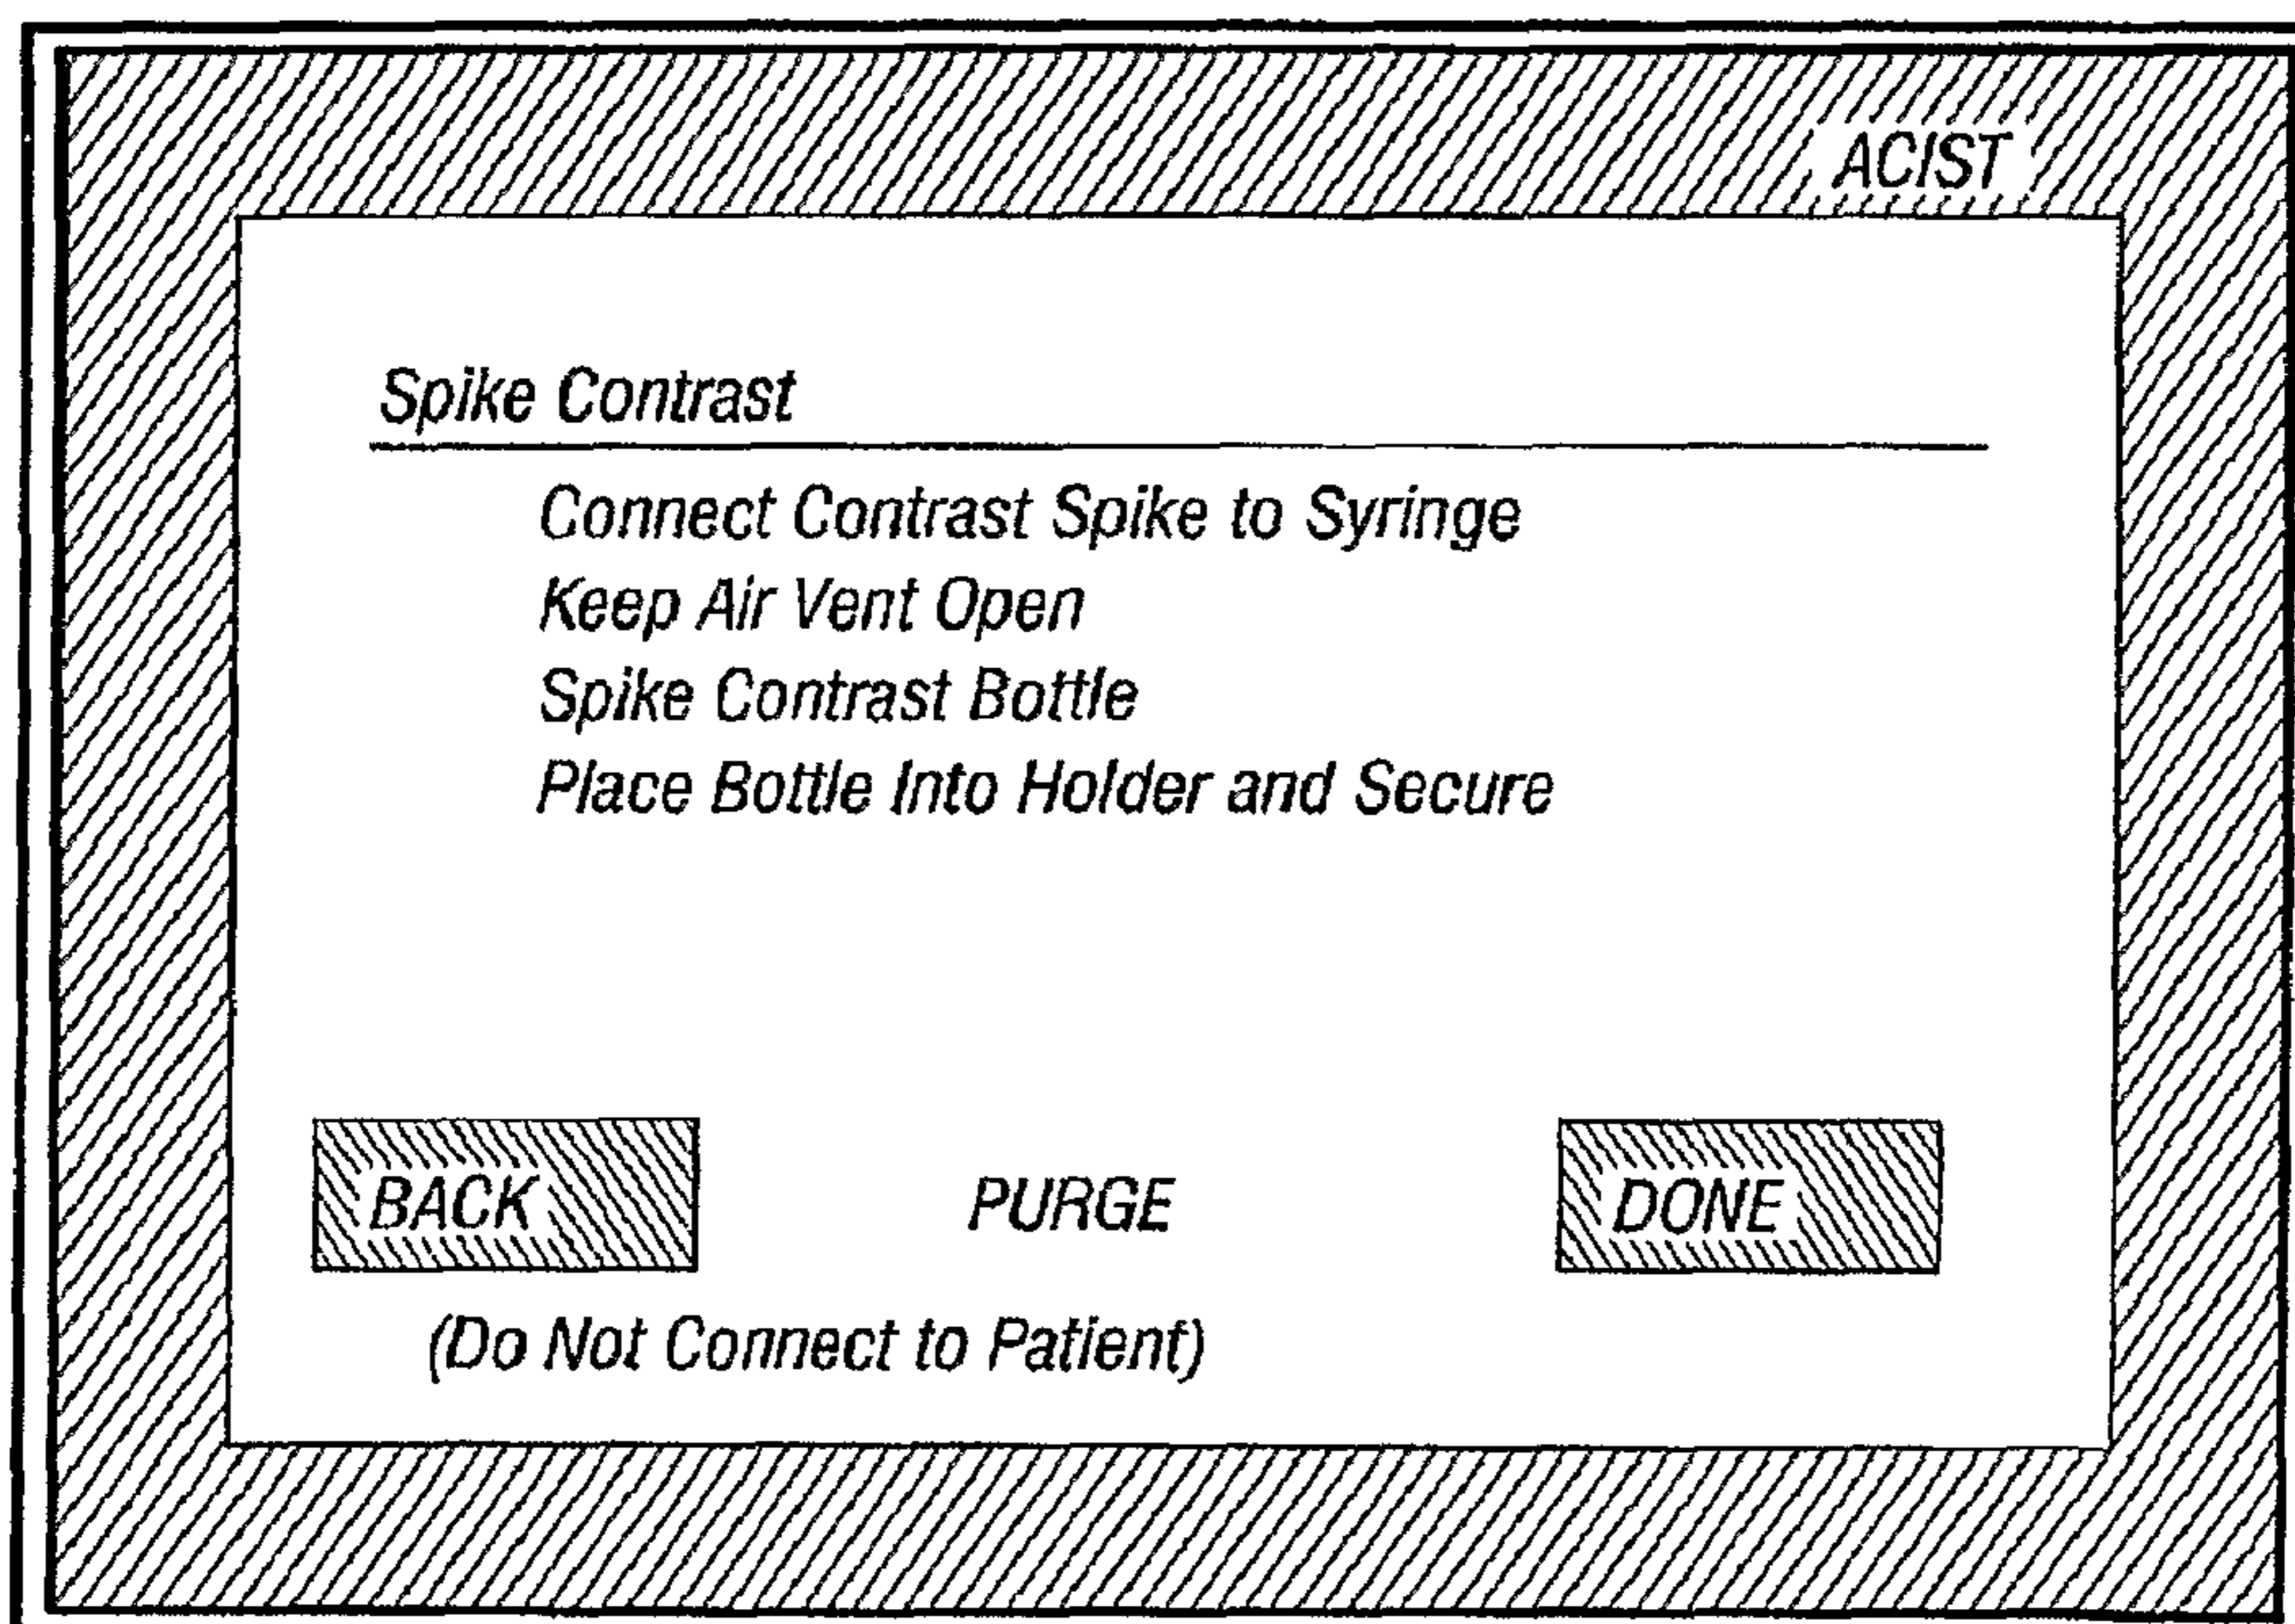 ACIST
Spike Contrast
Connect Contrast Spike to Syringe
Keep Air Vent Open
Spike Contrast Bottle
Place Bottle Into Holder and Secure
BACK PURGE DONE
(Do Not Connect to Patient)